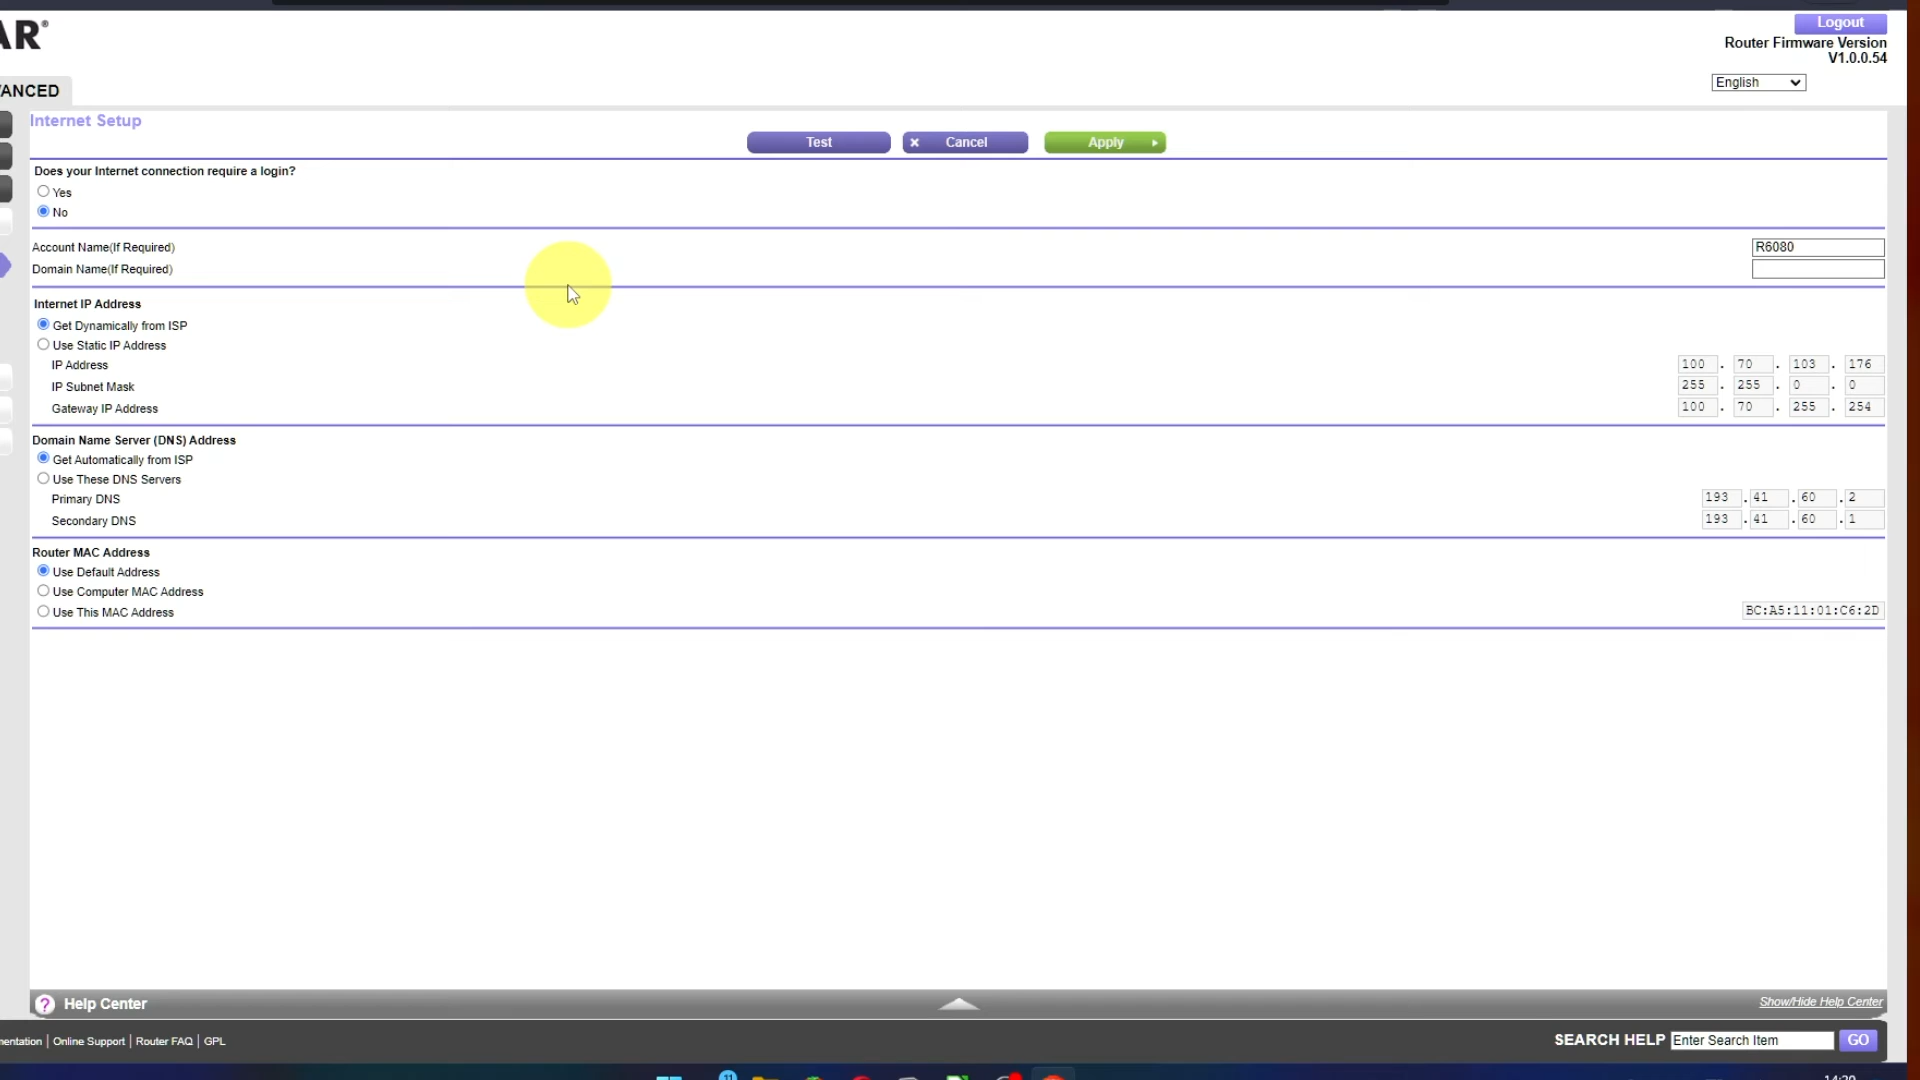 AR®
Logout
Router Firmware Version
V1.0.0.54
English
ANCED
Internet Setup
Test
Cancel
Apply
Does your Internet connection require a login?
Yes
No
Account Name(If Required) R6080
Domain Name(If Required)
Internet IP Address
Get Dynamically from ISP
Use Static IP Address
IP Address 100 . 70 . 103 . 176
IP Subnet Mask 255 . 255 . 0 . 0
Gateway IP Address 100 . 70 . 255 . 254
Domain Name Server (DNS) Address
Get Automatically from ISP
Use These DNS Servers
Primary DNS 193 . 41 . 60 . 2
Secondary DNS 193 . 41 . 60 . 1
Router MAC Address
Use Default Address
Use Computer MAC Address
Use This MAC Address BC:A5:11:01:C6:2D
? Help Center Show/Hide Help Center
mentation | Online Support | Router FAQ | GPL SEARCH HELP Enter Search Item GO
11